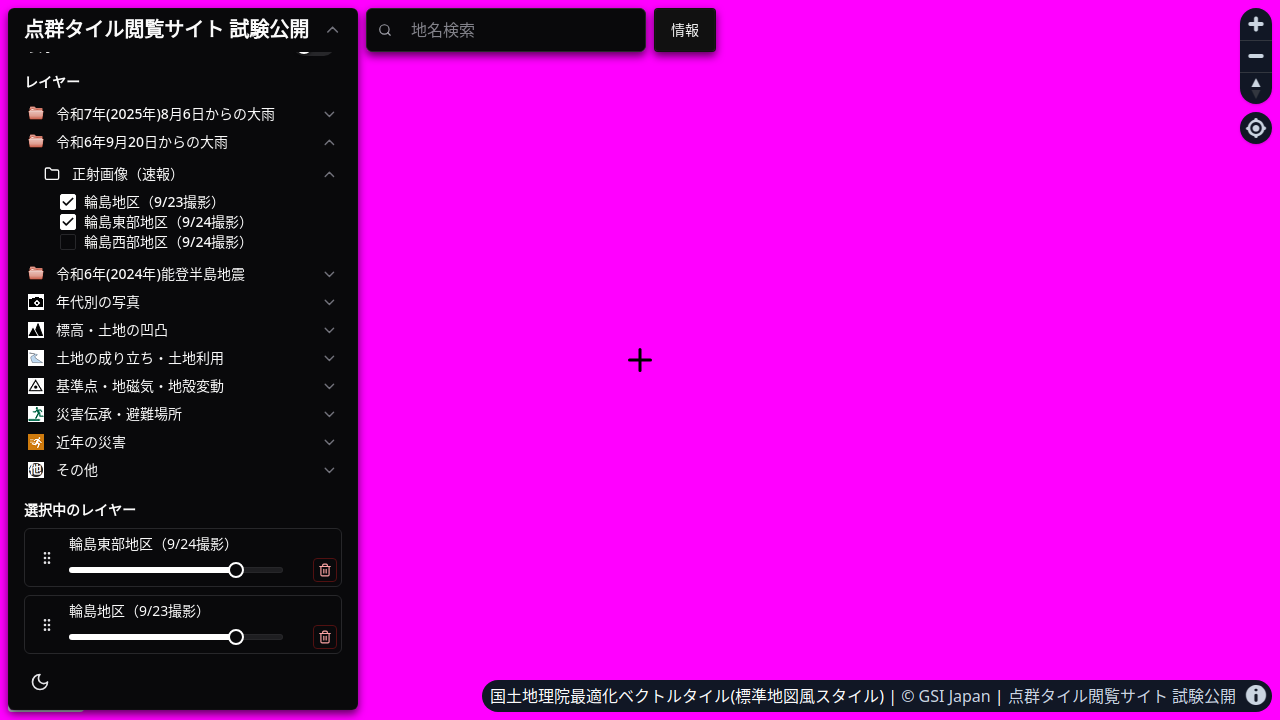 点群タイル閲覧サイト 試験公開
地名検索
情報
レイヤー
令和7年(2025年)8月6日からの大雨
令和6年9月20日からの大雨
正射画像（速報）
輪島地区（9/23撮影）
輪島東部地区（9/24撮影）
輪島西部地区（9/24撮影）
令和6年(2024年)能登半島地震
年代別の写真
標高・土地の凹凸
土地の成り立ち・土地利用
基準点・地磁気・地殻変動
災害伝承・避難場所
近年の災害
その他
選択中のレイヤー
輪島東部地区（9/24撮影）
輪島地区（9/23撮影）
国土地理院最適化ベクトルタイル(標準地図風スタイル) | © GSI Japan | 点群タイル閲覧サイト 試験公開